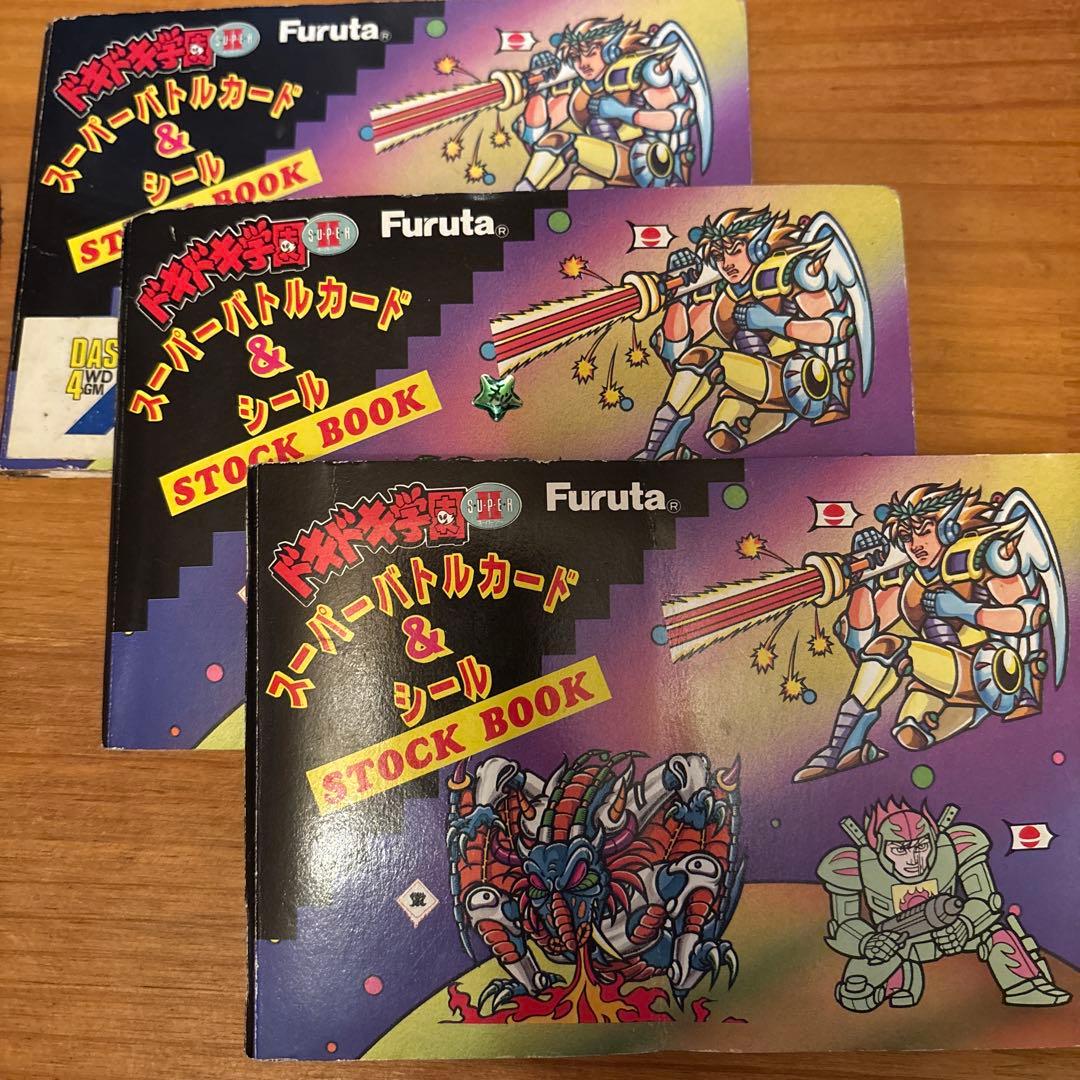 ドキドキ学園
SUPER
II
Furuta®
スーパーバトルカード
&
シール
STOCK BOOK
DAS
4WD
GM
ドキドキ学園
SUPER
II
Furuta®
スーパーバトルカード
&
シール
STOCK BOOK
ドキドキ学園
SUPER
II
Furuta®
スーパーバトルカード
&
シール
STOCK BOOK